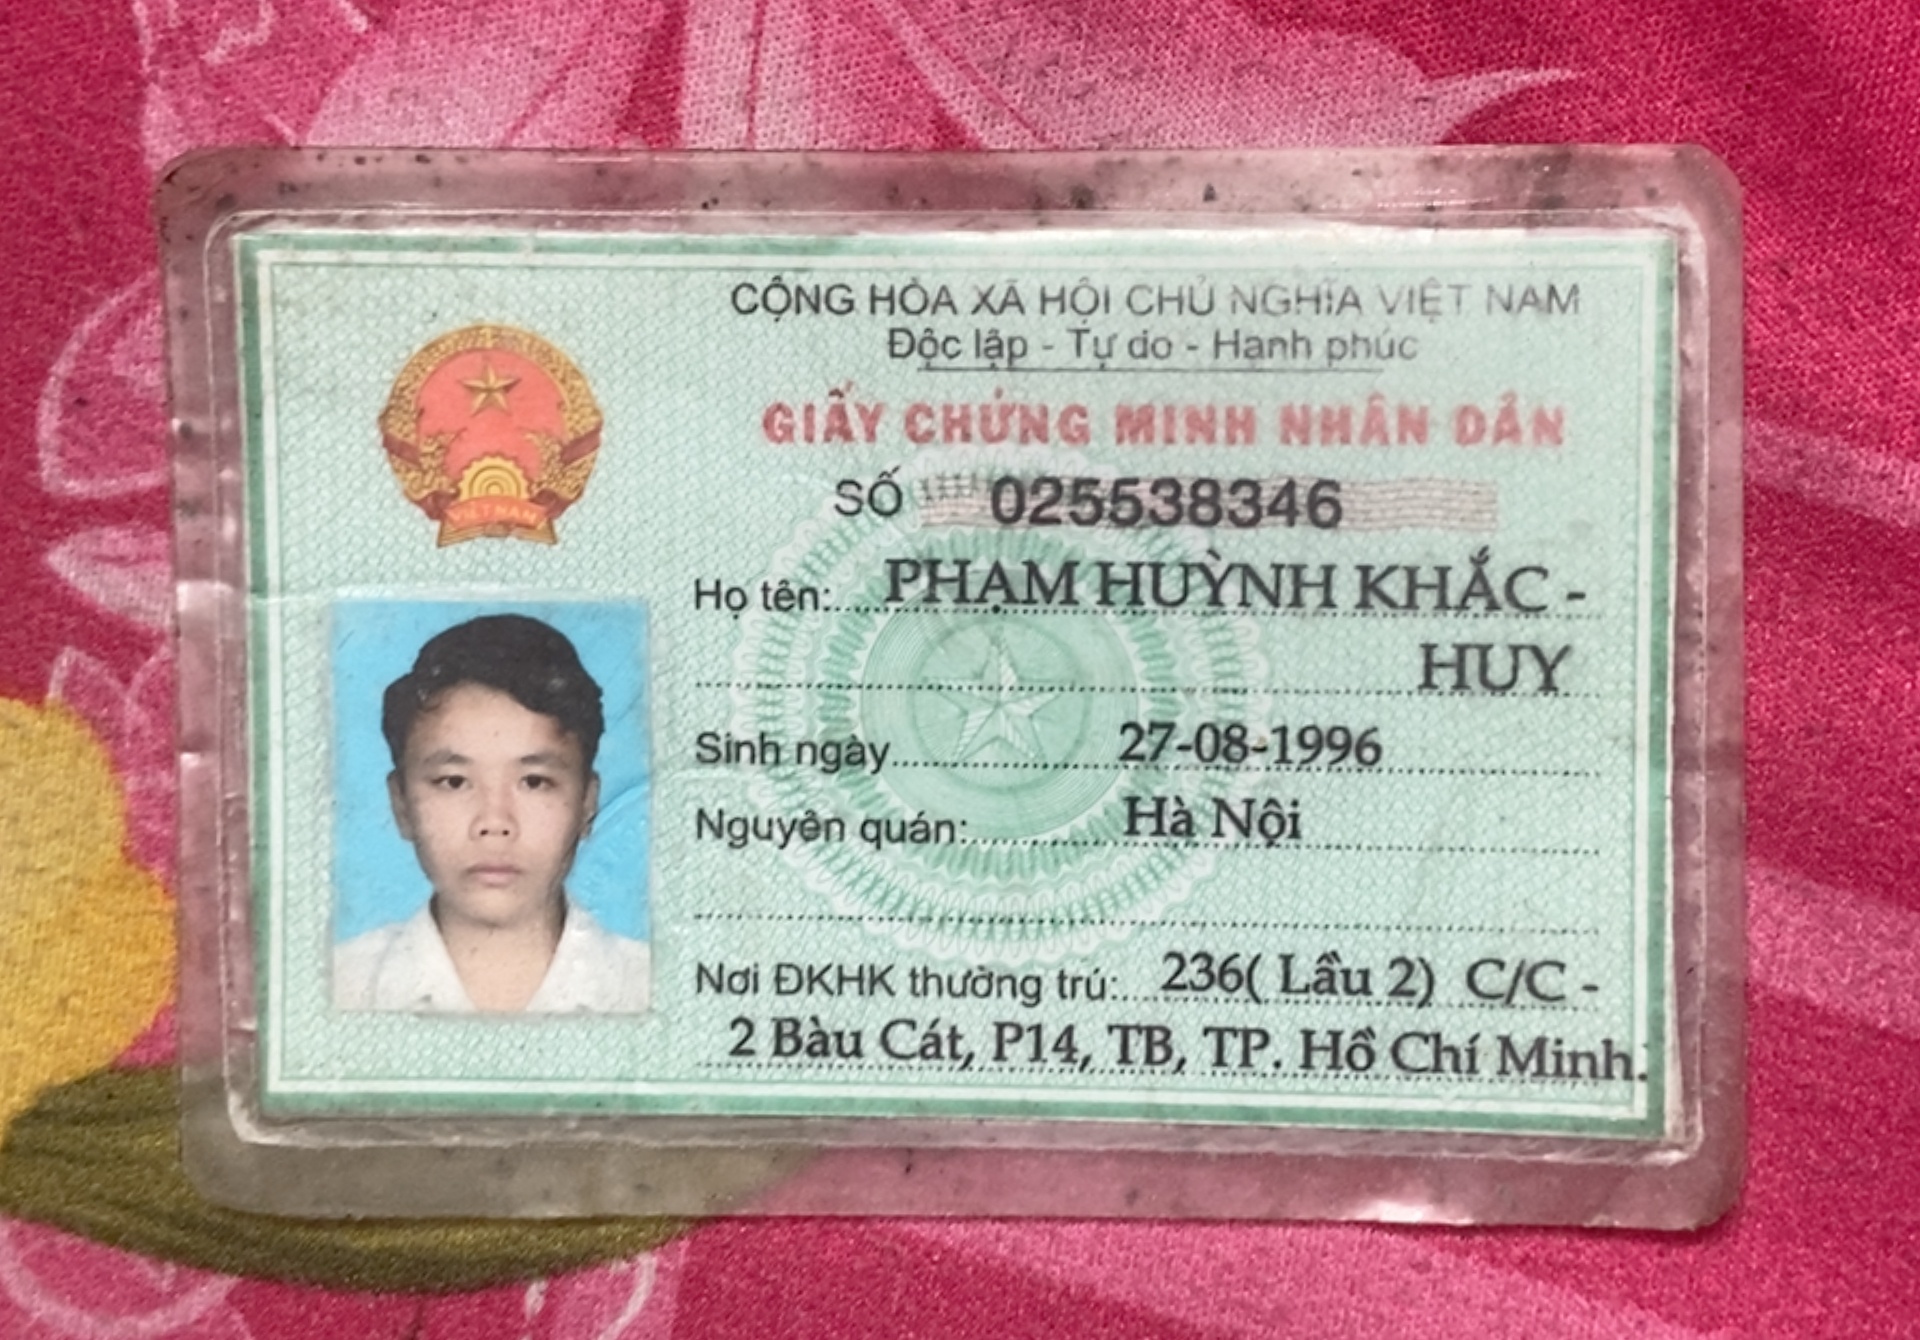 CỘNG HÒA XÃ HỘI CHỦ NGHĨA VIỆT NAM
Độc lập - Tự do - Hạnh phúc
GIẤY CHỨNG MINH NHÂN DÂN
SỐ 025538346
Họ tên: PHẠM HUỲNH KHẮC -
HUY
Sinh ngày 27-08-1996
Nguyên quán: Hà Nội
Nơi ĐKHK thường trú: 236( Lầu 2) C/C -
2 Bàu Cát, P14, TB, TP. Hồ Chí Minh.
VIỆT NAM